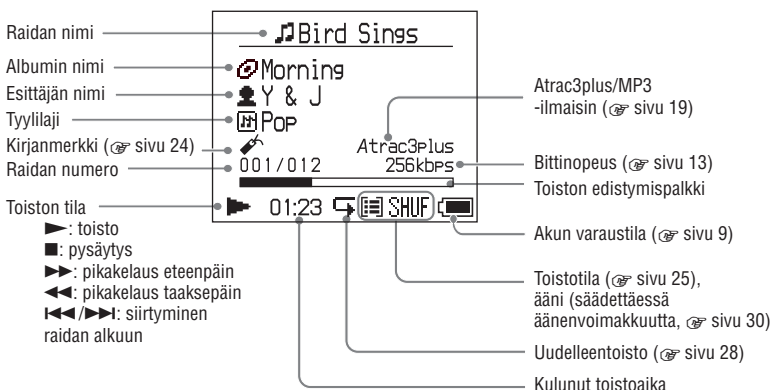 Raidan nimi
Albumin nimi
Esittäjän nimi
Tyylilaji
Kirjanmerkki (☞ sivu 24)
Raidan numero
Toiston tila
►: toisto
■: pysäytys
►►: pikakelaus eteenpäin
◄◄: pikakelaus taaksepäin
I◄◄/►►I: siirtyminen
raidan alkuun
Bird Sings
Morning
Y & J
Pop
Atrac3plus
001/012 256kbps
01:23 SHUF
Atrac3plus/MP3
-ilmaisin (☞ sivu 19)
Bittinopeus (☞ sivu 13)
Toiston edistymispalkki
Akun varaustila (☞ sivu 9)
Toistotila (☞ sivu 25),
ääni (säädettäessä
äänenvoimakkuutta, ☞ sivu 30)
Uudelleentoisto (☞ sivu 28)
Kulunut toistoaika